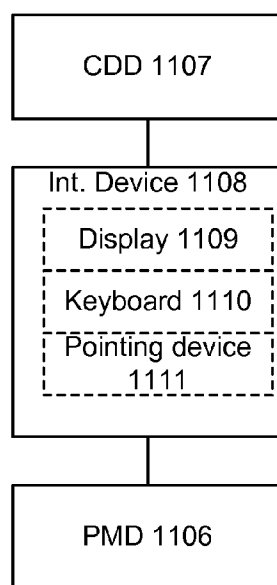 CDD 1107
Int. Device 1108
Display 1109
Keyboard 1110
Pointing device
1111
PMD 1106